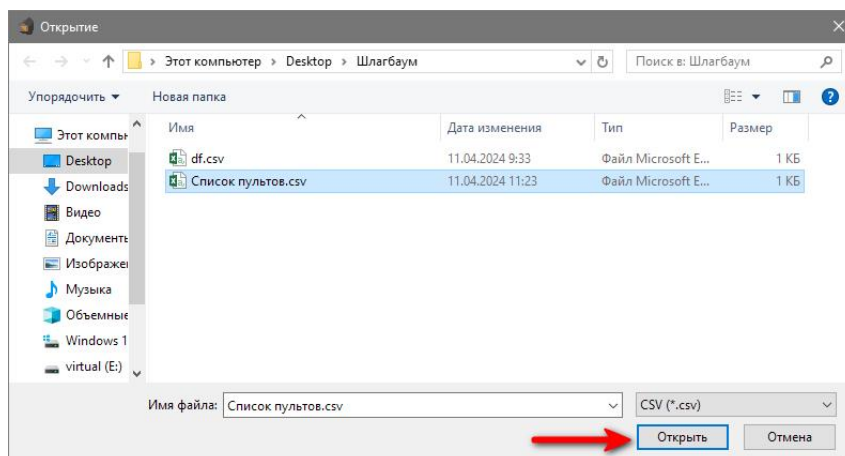 Открытие
Этот компьютер › Desktop › Шлагбаум
Поиск в: Шлагбаум
Упорядочить
Новая папка
Имя Дата изменения Тип Размер
Этот компь
Desktop
Downloads
Видео
Документь
Изображеı
Музыка
Объемные
Windows 1
virtual (E:)
df.csv 11.04.2024 9:33 Файл Microsoft E... 1 КБ
Список пультов.csv 11.04.2024 11:23 Файл Microsoft E... 1 КБ
Имя файла: Список пультов.csv CSV (*.csv)
Открыть Отмена